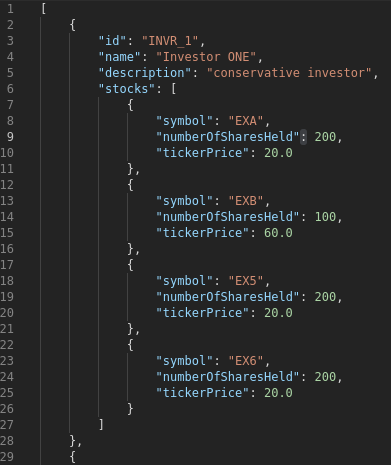 1 [
2     {
3         "id": "INVR_1",
4         "name": "Investor ONE",
5         "description": "conservative investor",
6         "stocks": [
7             {
8                 "symbol": "EXA",
9                 "numberOfSharesHeld": 200,
10                 "tickerPrice": 20.0
11             },
12             {
13                 "symbol": "EXB",
14                 "numberOfSharesHeld": 100,
15                 "tickerPrice": 60.0
16             },
17             {
18                 "symbol": "EX5",
19                 "numberOfSharesHeld": 200,
20                 "tickerPrice": 20.0
21             },
22             {
23                 "symbol": "EX6",
24                 "numberOfSharesHeld": 200,
25                 "tickerPrice": 20.0
26             }
27         ]
28     },
29     {